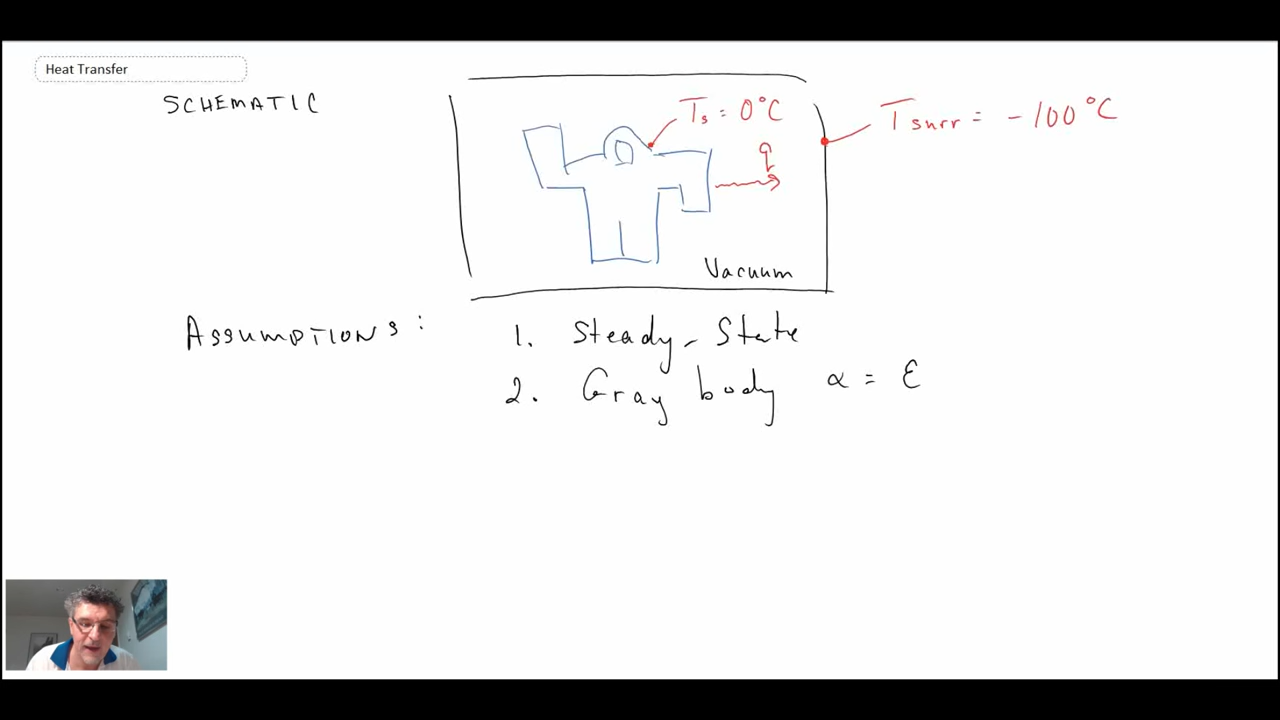 Heat Transfer
SCHEMATIC
Ts = 0°C
Tsurr = -100°C
q
Vacuum
ASSUMPTIONS:
1. Steady-State
2. Gray body α = ε